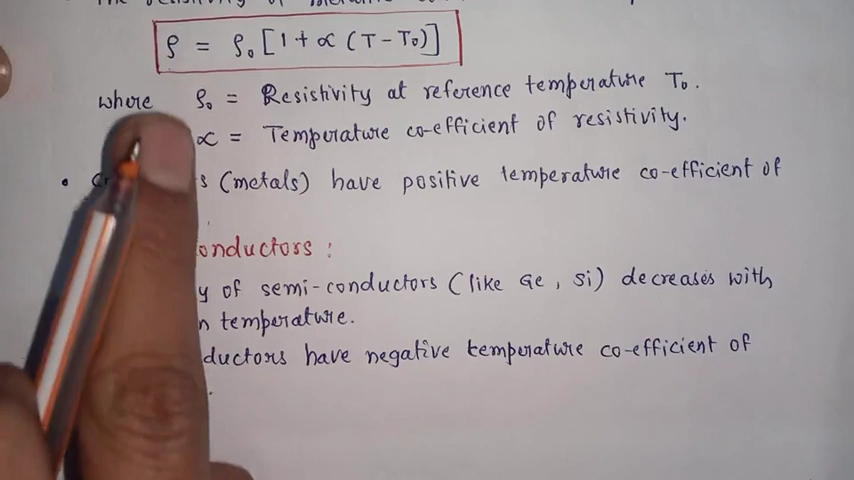 ρ = ρ₀ [1 + α (T - T₀)]
where ρ₀ = Resistivity at reference temperature T₀.
α = Temperature co-efficient of resistivity.
• (metals) have positive temperature co-efficient of
onductors :
y of semi-conductors (like Ge, Si) decreases with
n temperature.
ductors have negative temperature co-efficient of